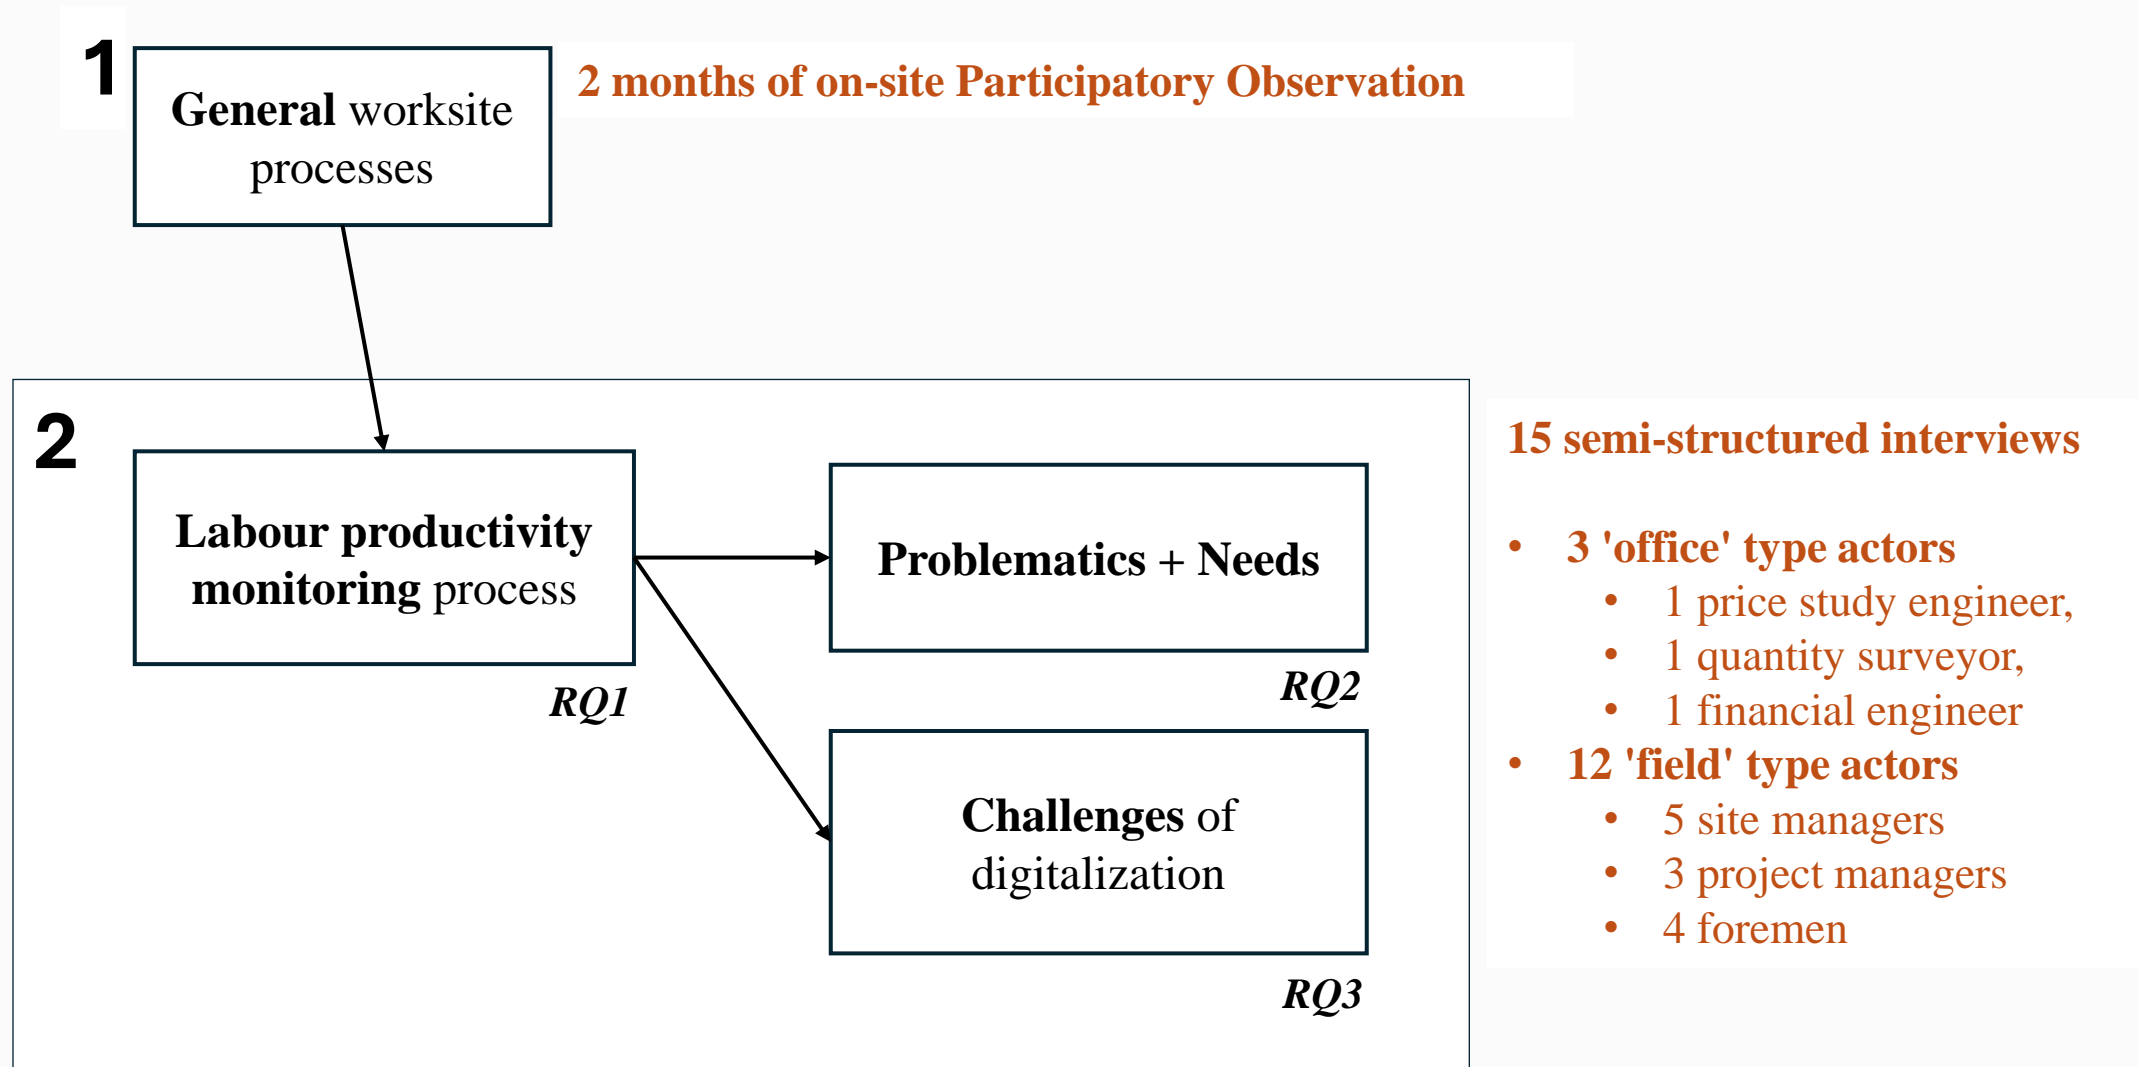 1
General worksite
processes
2 months of on-site Participatory Observation
2
Labour productivity
monitoring process
RQ1
Problematics + Needs
RQ2
Challenges of
digitalization
RQ3
15 semi-structured interviews
• 3 'office' type actors
• 1 price study engineer,
• 1 quantity surveyor,
• 1 financial engineer
• 12 'field' type actors
• 5 site managers
• 3 project managers
• 4 foremen